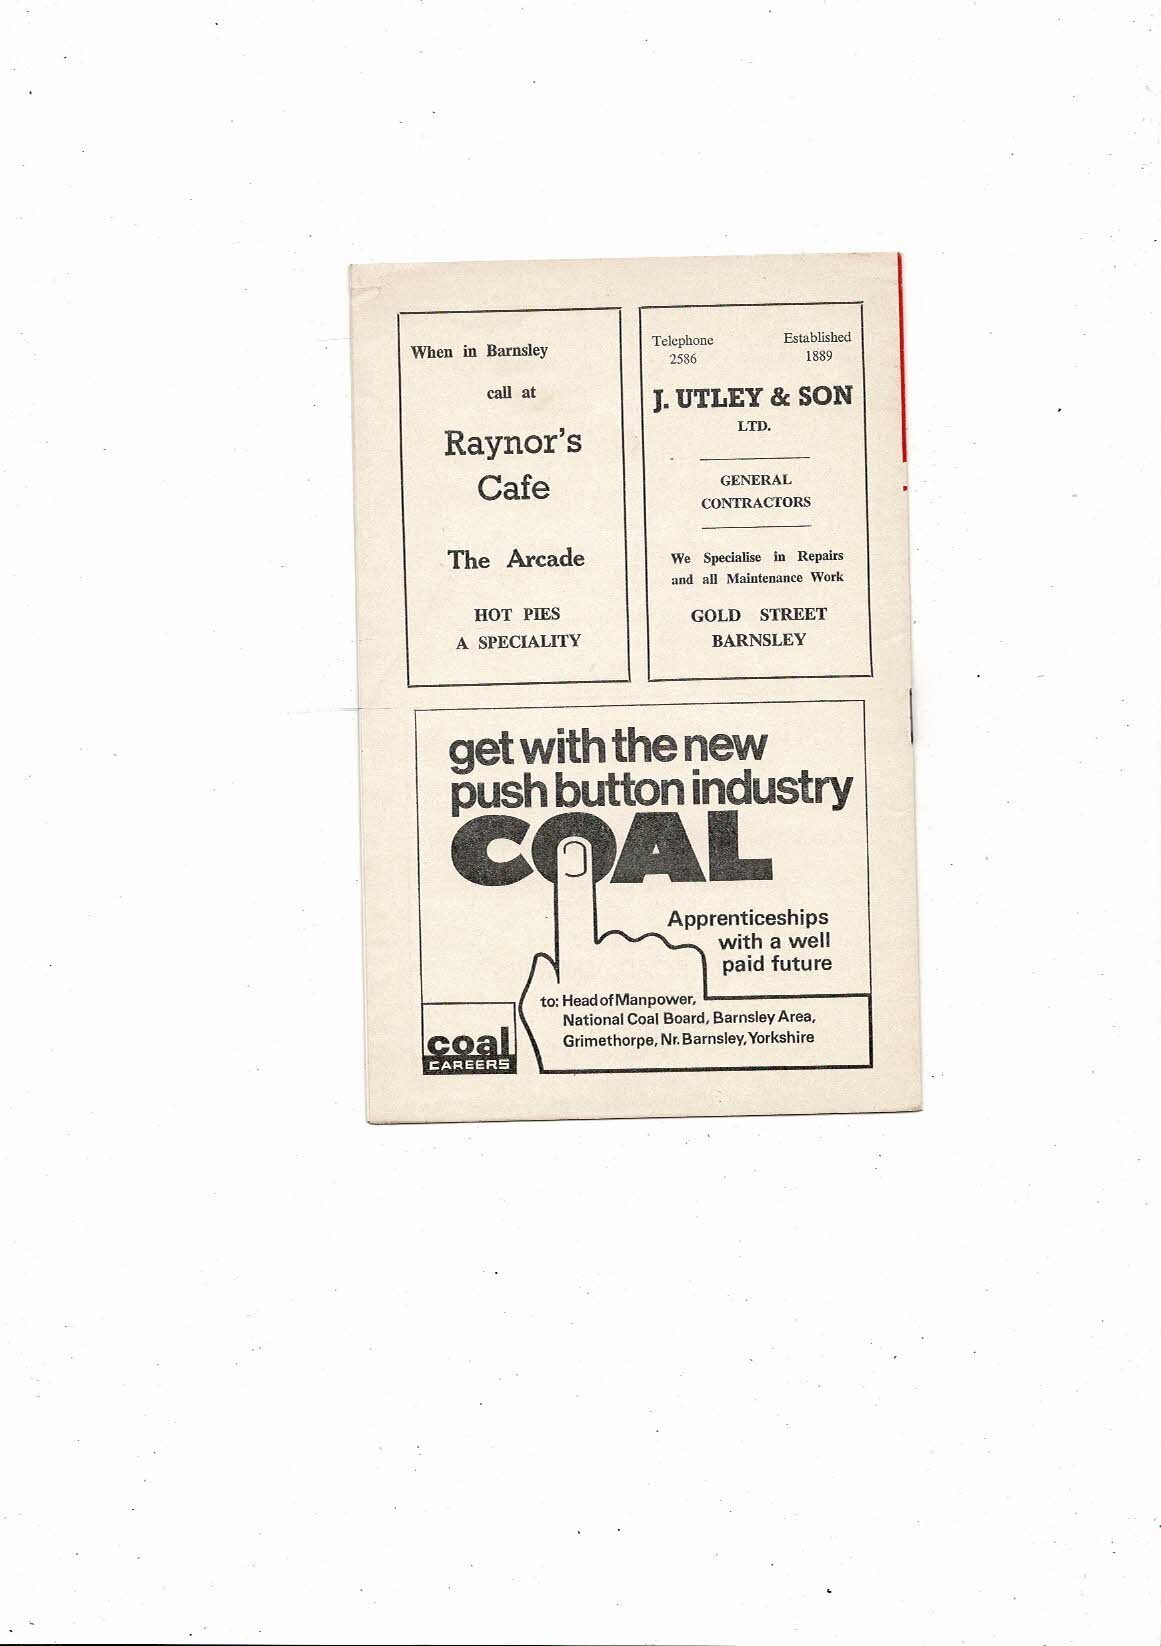 When in Barnsley
call at
Raynor's
Cafe
The Arcade
HOT PIES
A SPECIALITY
Telephone Established
2586 1889
J. UTLEY & SON
LTD.
GENERAL
CONTRACTORS
We Specialise in Repairs
and all Maintenance Work
GOLD STREET
BARNSLEY
get with the new
push button industry
COAL
Apprenticeships
with a well
paid future
to: Head of Manpower,
National Coal Board, Barnsley Area,
Grimethorpe, Nr. Barnsley, Yorkshire
coal
CAREERS